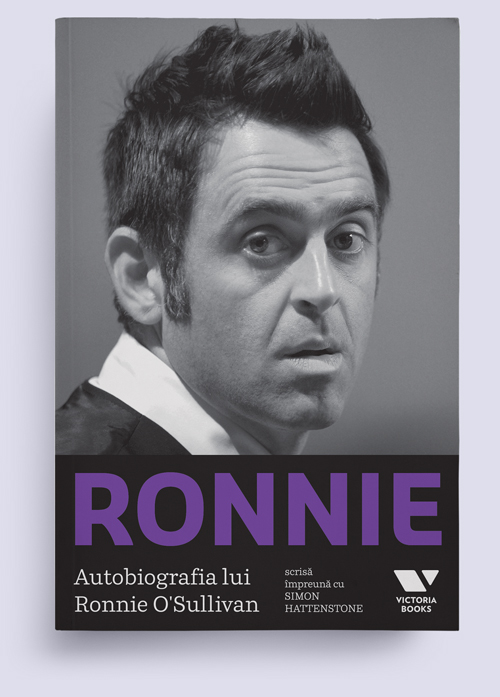 RONNIE
Autobiografia lui
Ronnie O'Sullivan
scrisă
împreună cu
SIMON
HATTENSTONE
VICTORIA
BOOKS